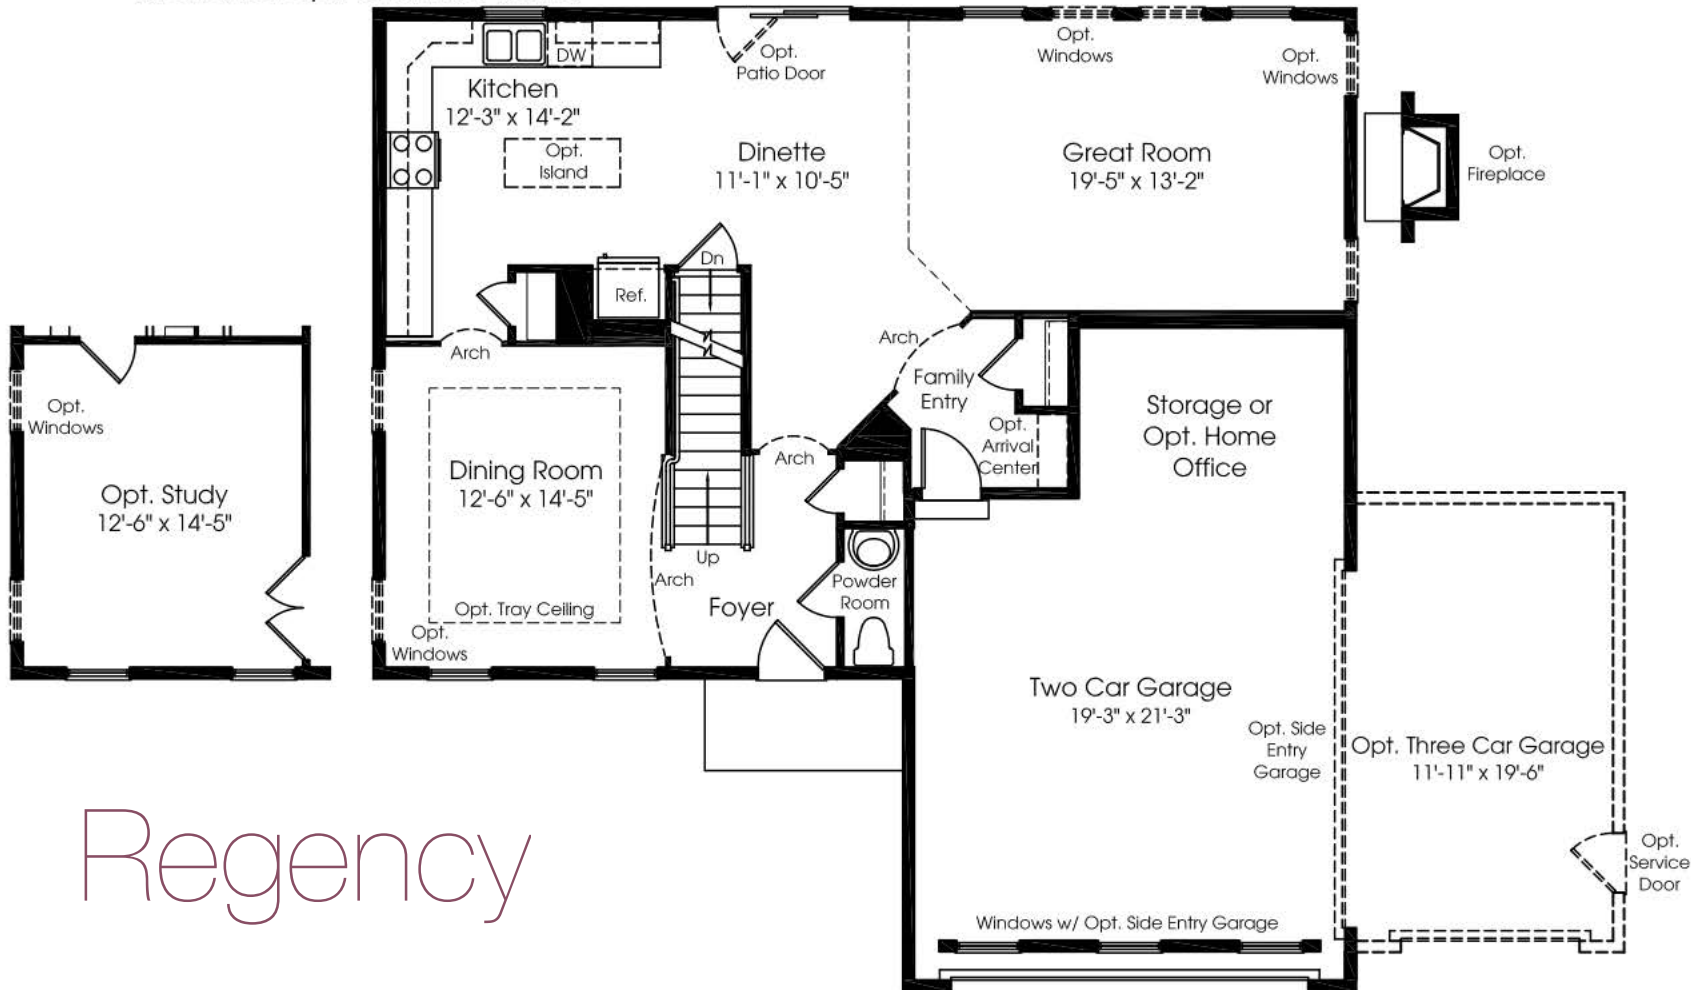 Opt.
Patio Door
Opt.
Windows
Opt.
Windows
DW
Kitchen
12'-3" x 14'-2"
Opt.
Island
Dinette
11'-1" x 10'-5"
Great Room
19'-5" x 13'-2"
Opt.
Fireplace
Dn
Ref.
Arch
Arch
Family
Entry
Opt.
Arrival
Center
Storage or
Opt. Home
Office
Opt.
Windows
Opt. Study
12'-6" x 14'-5"
Dining Room
12'-6" x 14'-5"
Arch
Up
Arch
Powder
Room
Foyer
Opt. Tray Ceiling
Opt.
Windows
Two Car Garage
19'-3" x 21'-3"
Opt. Side
Entry
Garage
Opt. Three Car Garage
11'-11" x 19'-6"
Opt.
Service
Door
Windows w/ Opt. Side Entry Garage
Regency